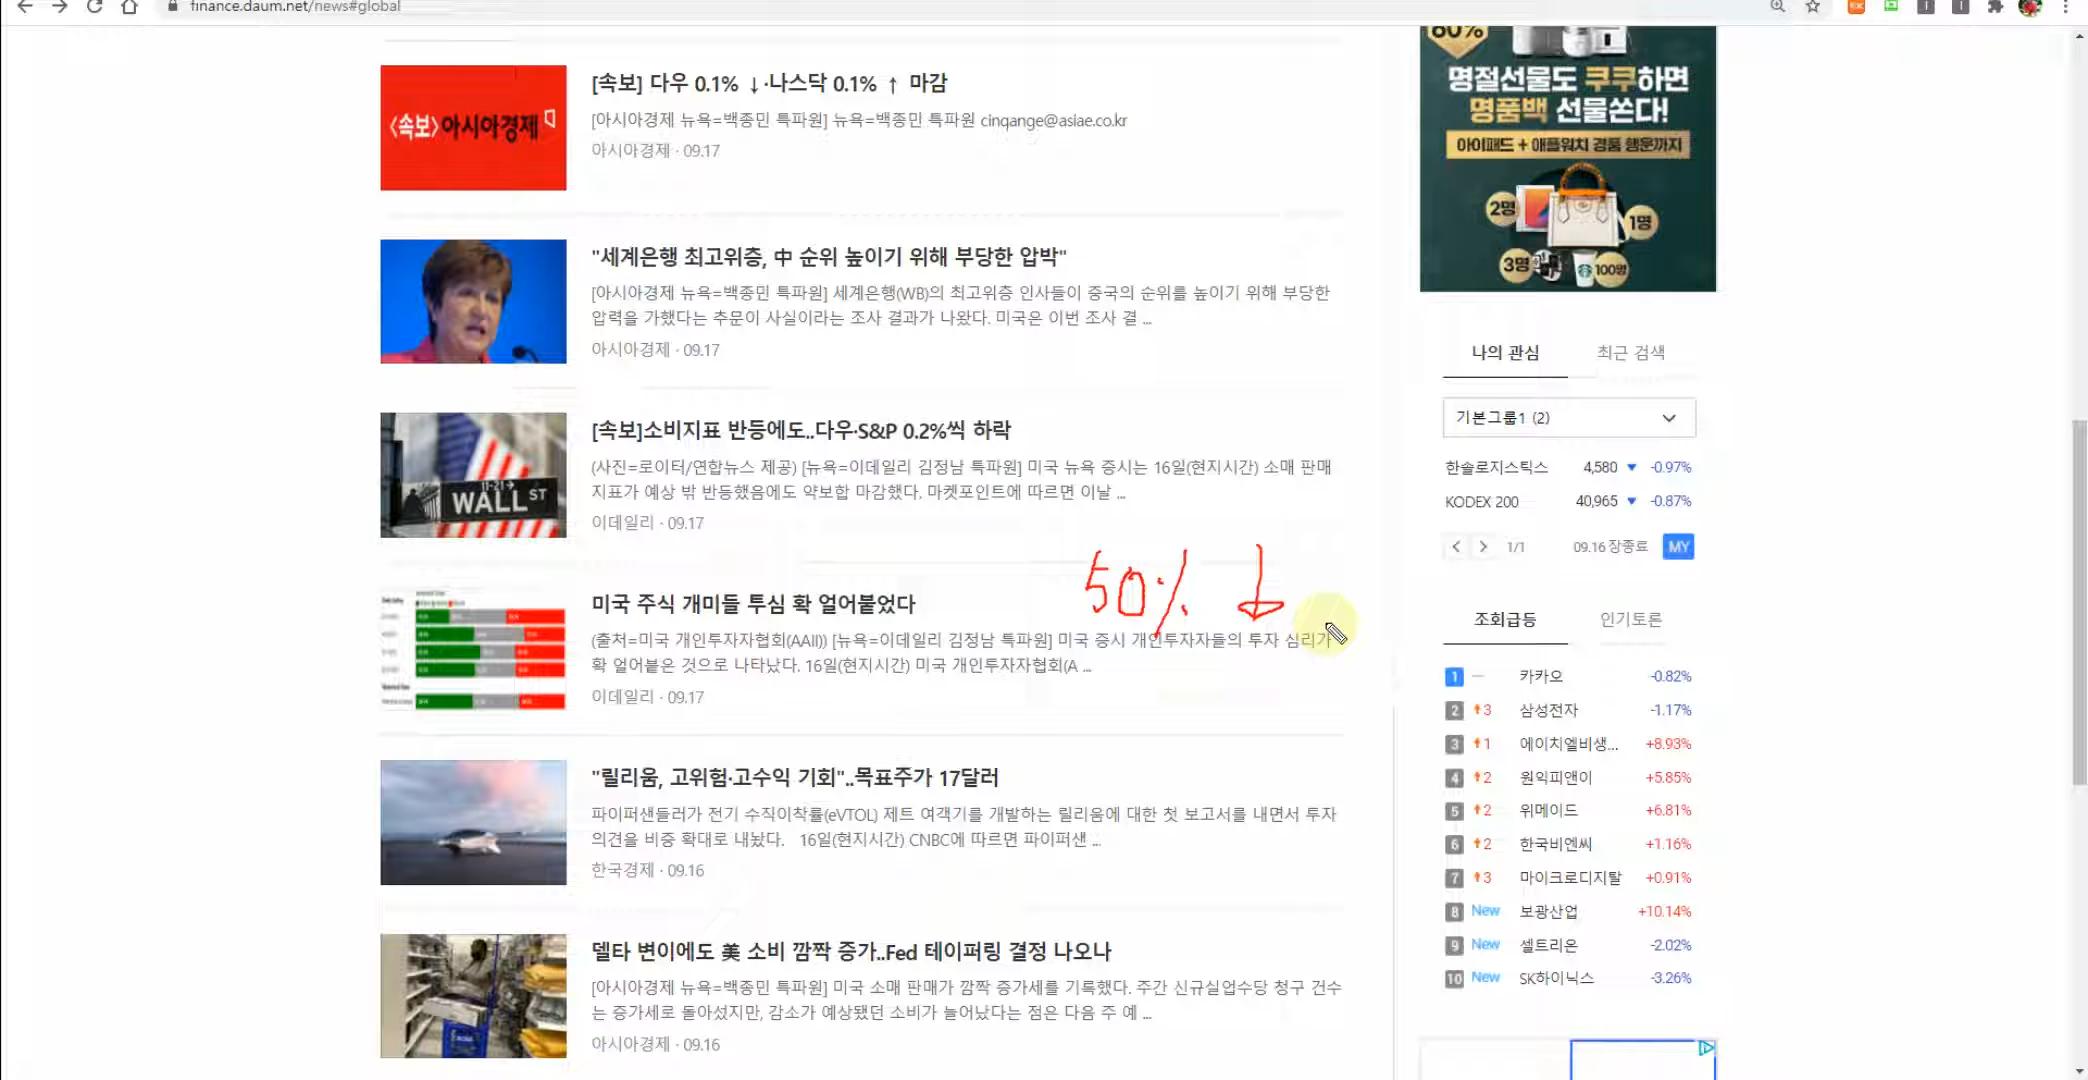 finance.daum.net/news#global
[속보] 다우 0.1% ↓·나스닥 0.1% ↑ 마감
[아시아경제 뉴욕=백종민 특파원] 뉴욕=백종민 특파원 cinqange@asiae.co.kr
아시아경제 · 09.17
〈속보〉아시아경제
"세계은행 최고위층, 中 순위 높이기 위해 부당한 압박"
[아시아경제 뉴욕=백종민 특파원] 세계은행(WB)의 최고위층 인사들이 중국의 순위를 높이기 위해 부당한
압력을 가했다는 추문이 사실이라는 조사 결과가 나왔다. 미국은 이번 조사 결 ...
아시아경제 · 09.17
[속보]소비지표 반등에도..다우·S&P 0.2%씩 하락
(사진=로이터/연합뉴스 제공) [뉴욕=이데일리 김정남 특파원] 미국 뉴욕 증시는 16일(현지시간) 소매 판매
지표가 예상 밖 반등했음에도 약보합 마감했다. 마켓포인트에 따르면 이날 ...
이데일리 · 09.17
11-21→
WALL ST
50% ↓
미국 주식 개미들 투심 확 얼어붙었다
(출처=미국 개인투자자협회(AAII)) [뉴욕=이데일리 김정남 특파원] 미국 증시 개인투자자들의 투자 심리가
확 얼어붙은 것으로 나타났다. 16일(현지시간) 미국 개인투자자협회(A ...
이데일리 · 09.17
"릴리움, 고위험·고수익 기회"..목표주가 17달러
파이퍼샌들러가 전기 수직이착륙(eVTOL) 제트 여객기를 개발하는 릴리움에 대한 첫 보고서를 내면서 투자
의견을 비중 확대로 내놨다. 16일(현지시간) CNBC에 따르면 파이퍼샌 ...
한국경제 · 09.16
델타 변이에도 美 소비 깜짝 증가..Fed 테이퍼링 결정 나오나
[아시아경제 뉴욕=백종민 특파원] 미국 소매 판매가 깜짝 증가세를 기록했다. 주간 신규실업수당 청구 건수
는 증가세로 돌아섰지만, 감소가 예상됐던 소비가 늘어났다는 점은 다음 주 예 ...
아시아경제 · 09.16
60%
명절선물도 쿠쿠하면
명품백 선물쏜다!
아이패드 + 애플워치 경품 행운까지
2명
1명
3명
100명
나의 관심 최근 검색
기본그룹1 (2)
한솔로지스틱스 4,580 ▼ -0.97%
KODEX 200 40,965 ▼ -0.87%
< > 1/1 09.16 장종료 MY
조회급등 인기토론
1 — 카카오 -0.82%
2 ↑3 삼성전자 -1.17%
3 ↑1 에이치엘비생... +8.93%
4 ↑2 원익피앤이 +5.85%
5 ↑2 위메이드 +6.81%
6 ↑2 한국비엔씨 +1.16%
7 ↑3 마이크로디지탈 +0.91%
8 New 보광산업 +10.14%
9 New 셀트리온 -2.02%
10 New SK하이닉스 -3.26%